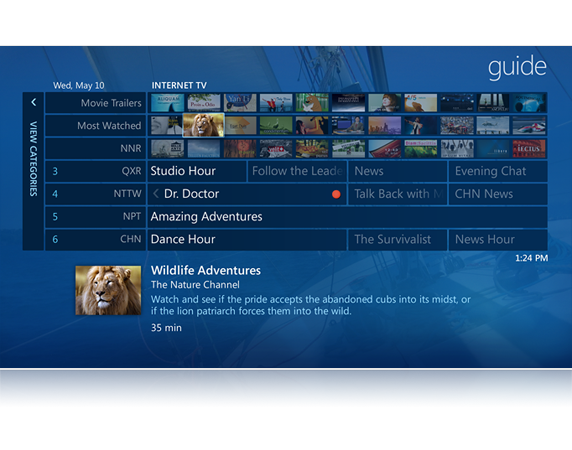 guide
Wed, May 10 INTERNET TV
Movie Trailers
Most Watched
NNR
VIEW CATEGORIES
3 QXR Studio Hour Follow the Leade News Evening Chat
4 NTTW Dr. Doctor Talk Back with M CHN News
5 NPT Amazing Adventures
6 CHN Dance Hour The Survivalist News Hour
1:24 PM
Wildlife Adventures
The Nature Channel
Watch and see if the pride accepts the abandoned cubs into its midst, or
if the lion patriarch forces them into the wild.
35 min